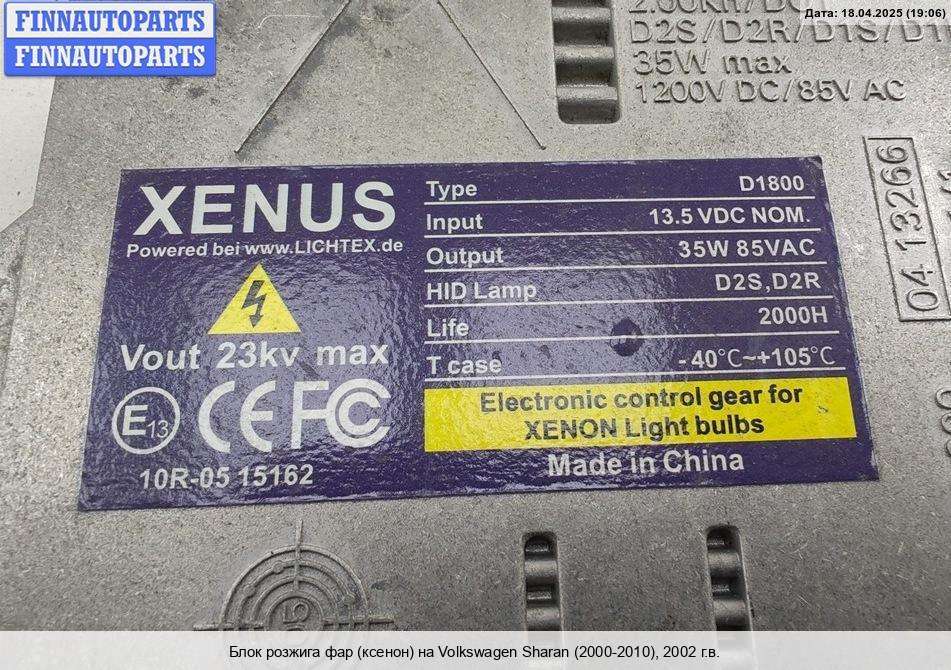 FINNAUTOPARTS
FINNAUTOPARTS
Дата: 18.04.2025 (19:06)
D2S/D2R/D1S/
35W max
1200V DC/85V AC
04 13266
XENUS
Powered bei www.LICHTEX.de
Vout 23kv max
E13 CE FC
10R-05 15162
Type D1800
Input 13.5 VDC NOM.
Output 35W 85VAC
HID Lamp D2S,D2R
Life 2000H
T case -40°C~+105°C
Electronic control gear for
XENON Light bulbs
Made in China
Блок розжига фар (ксенон) на Volkswagen Sharan (2000-2010), 2002 г.в.